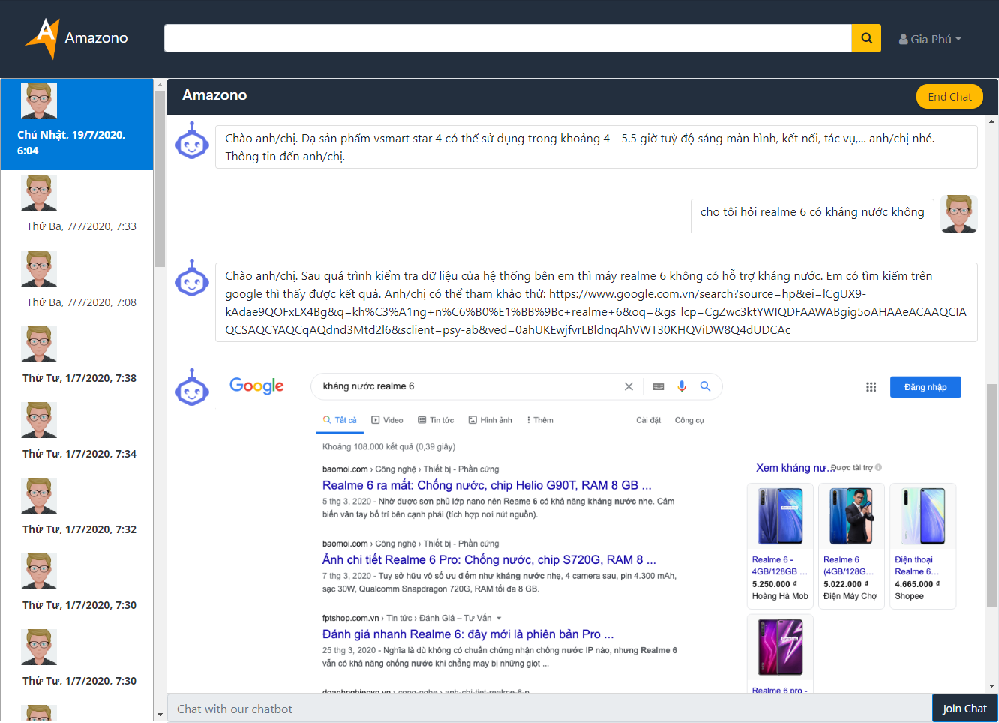 A
Amazono
Gia Phú
Chủ Nhật, 19/7/2020,
6:04
Thứ Ba, 7/7/2020, 7:33
Thứ Ba, 7/7/2020, 7:08
Thứ Tư, 1/7/2020, 7:38
Thứ Tư, 1/7/2020, 7:34
Thứ Tư, 1/7/2020, 7:32
Thứ Tư, 1/7/2020, 7:30
Thứ Tư, 1/7/2020, 7:30
Amazono
End Chat
Chào anh/chị. Dạ sản phẩm vsmart star 4 có thể sử dụng trong khoảng 4 - 5.5 giờ tuỳ độ sáng màn hình, kết nối, tác vụ,... anh/chị nhé.
Thông tin đến anh/chị.
cho tôi hỏi realme 6 có kháng nước không
Chào anh/chị. Sau quá trình kiểm tra dữ liệu của hệ thống bên em thì máy realme 6 không có hỗ trợ kháng nước. Em có tìm kiếm trên
google thì thấy được kết quả. Anh/chị có thể tham khảo thử: https://www.google.com.vn/search?source=hp&ei=lCgUX9-
kAdae9QOFxLX4Bg&q=kh%C3%A1ng+n%C6%B0%E1%BB%9Bc+realme+6&oq=&gs_lcp=CgZwc3ktYWIQDFAAWABgig5oAHAAeACAAQCIA
QCSAQCYAQCqAQdnd3Mtd2l6&sclient=psy-ab&ved=0ahUKEwjfvrLBldnqAhVWT30KHQViDW8Q4dUDCAc
Google
kháng nước realme 6
Đăng nhập
Tất cả
Video
Tin tức
Hình ảnh
Thêm
Cài đặt
Công cụ
Khoảng 108.000 kết quả (0,39 giây)
baomoi.com › Công nghệ › Thiết bị - Phần cứng
Realme 6 ra mắt: Chống nước, chip Helio G90T, RAM 8 GB ...
5 thg 3, 2020 - Nhờ được sơn phủ lớp nano nên Reame 6 có khả năng kháng nước nhẹ. Cảm
biến vân tay bố trí bên cạnh phải (tích hợp nơi nút nguồn).
baomoi.com › Công nghệ › Thiết bị - Phần cứng
Ảnh chi tiết Realme 6 Pro: Chống nước, chip S720G, RAM 8 ...
7 thg 3, 2020 - Tuy sở hữu vô số ưu điểm như kháng nước nhẹ, 4 camera sau, pin 4.300 mAh,
sạc 30W, Qualcomm Snapdragon 720G, RAM tối đa 8 GB.
fptshop.com.vn › Tin tức › Đánh Giá – Tư Vấn
Đánh giá nhanh Realme 6: đây mới là phiên bản Pro ...
25 thg 3, 2020 - Nghĩa là dù không có chuẩn chứng nhận chống nước IP nào, nhưng Realme 6
vẫn có khả năng chống nước khi chẳng may bị những giọt ...
doanhnghiepvn.vn › cong-nghe › anh-chi-tiet-realme-6-p...
Xem kháng nư...
Được tài trợ
Realme 6 -
4GB/128GB ...
5.250.000 ₫
Hoàng Hà Mob
Realme 6
(4GB/128G...
5.022.000 ₫
Điện Máy Chợ
Điện thoại
Realme 6...
4.665.000 ₫
Shopee
Realme 6 pro -
Chat with our chatbot
Join Chat